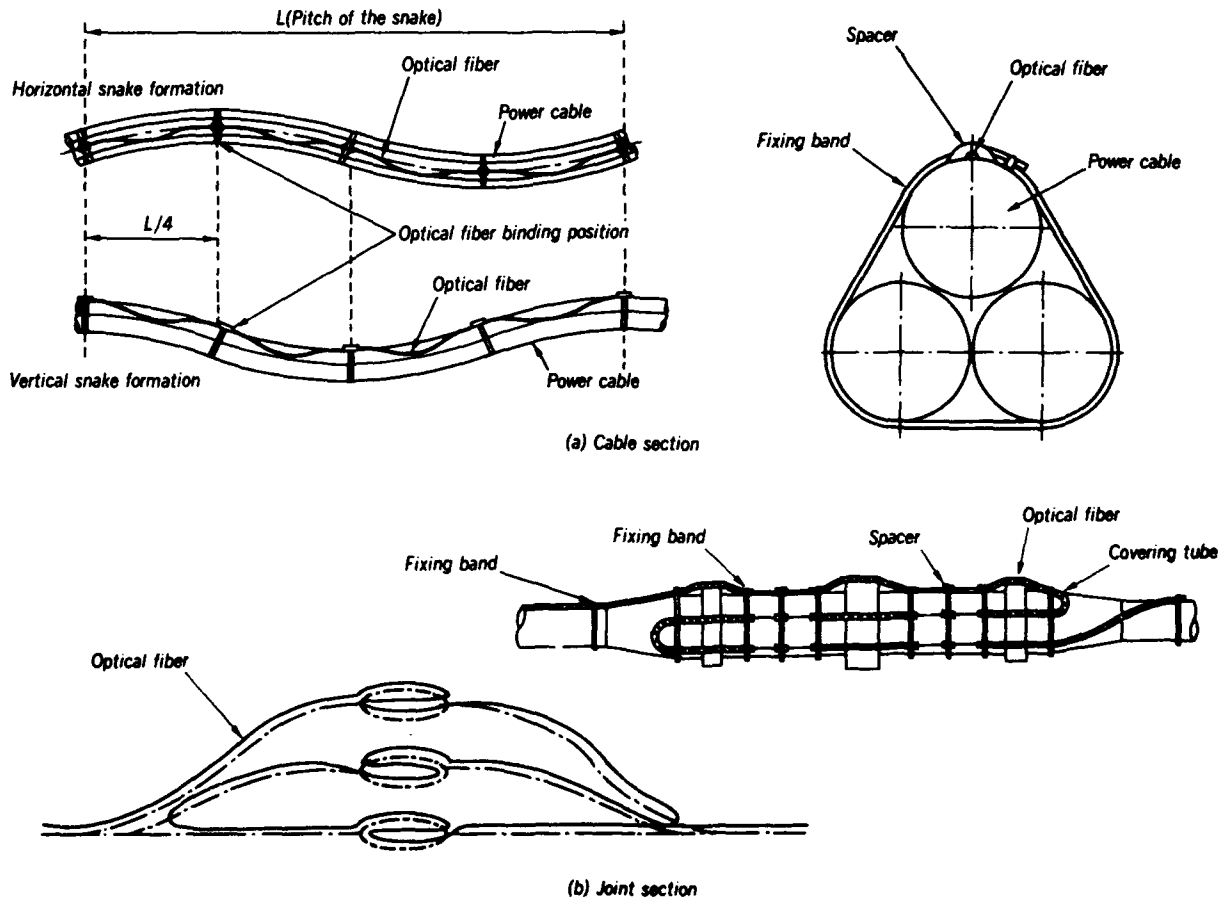 L(Pitch of the snake)
Optical fiber
Horizontal snake formation
Power cable
L/4
Optical fiber binding position
Optical fiber
Vertical snake formation
Power cable
Spacer
Optical fiber
Fixing band
Power cable
(a) Cable section
Optical fiber
Fixing band
Spacer
Covering tube
Fixing band
Optical fiber
(b) Joint section